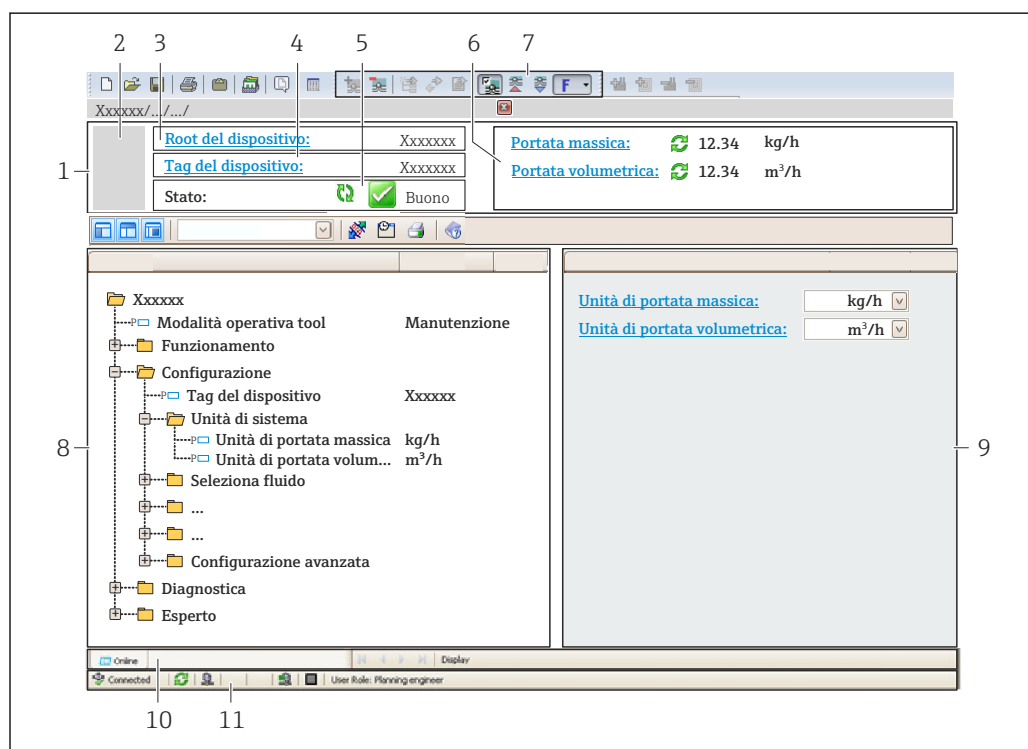 2 3 4 5 6 7
F
Xxxxxx/../../
Root del dispositivo: Xxxxxxx
Tag del dispositivo: Xxxxxxx
Stato: Buono
Portata massica: 12.34 kg/h
Portata volumetrica: 12.34 m³/h
1
Xxxxxx
P Modalità operativa tool Manutenzione
Funzionamento
Configurazione
P Tag del dispositivo Xxxxxx
Unità di sistema
P Unità di portata massica kg/h
P Unità di portata volum... m³/h
Seleziona fluido
...
...
Configurazione avanzata
Diagnostica
Esperto
8
Unità di portata massica: kg/h
Unità di portata volumetrica: m³/h
9
Online Display
Connected User Role: Planning engineer
10 11